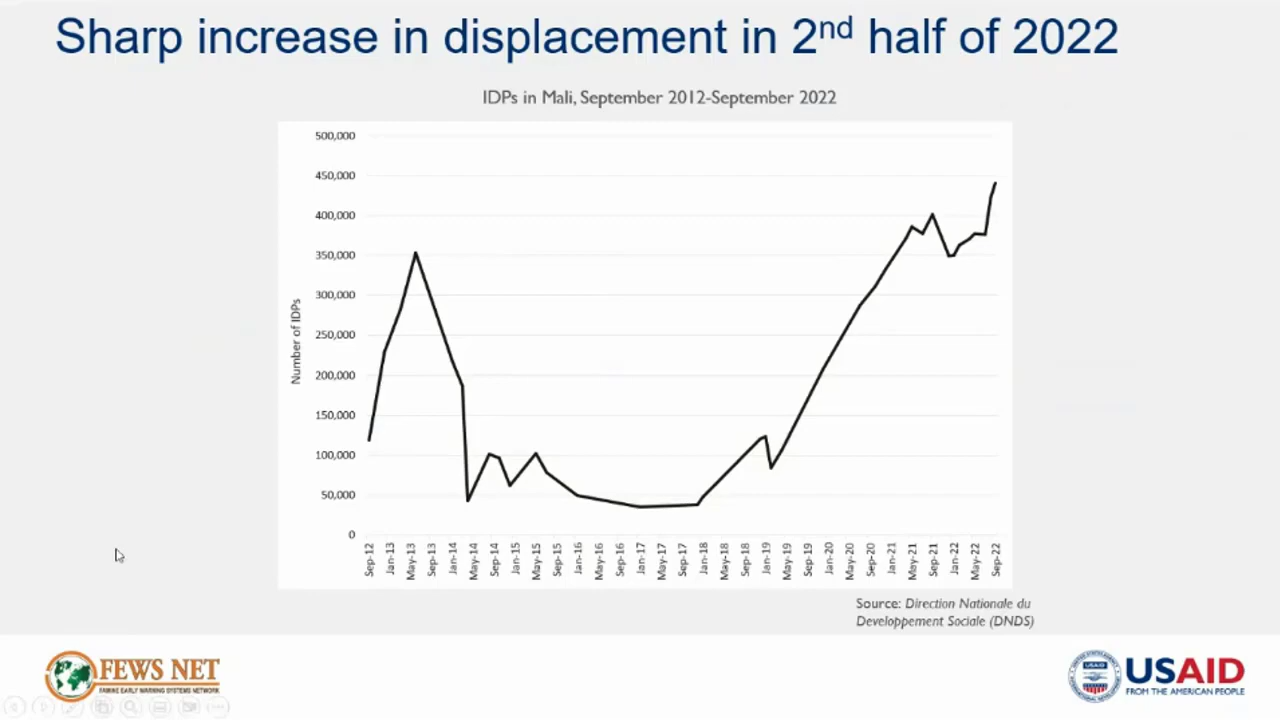 Sharp increase in displacement in 2nd half of 2022
IDPs in Mali, September 2012-September 2022
500,000
450,000
400,000
350,000
300,000
250,000
200,000
150,000
100,000
50,000
0
Number of IDPs
Sep-12
Jan-13
May-13
Sep-13
Jan-14
May-14
Sep-14
Jan-15
May-15
Sep-15
Jan-16
May-16
Sep-16
Jan-17
May-17
Sep-17
Jan-18
May-18
Sep-18
Jan-19
May-19
Sep-19
Jan-20
May-20
Sep-20
Jan-21
May-21
Sep-21
Jan-22
May-22
Sep-22
Source: Direction Nationale du
Developpement Sociale (DNDS)
FEWS NET
FAMINE EARLY WARNING SYSTEMS NETWORK
USAID
USAID
FROM THE AMERICAN PEOPLE